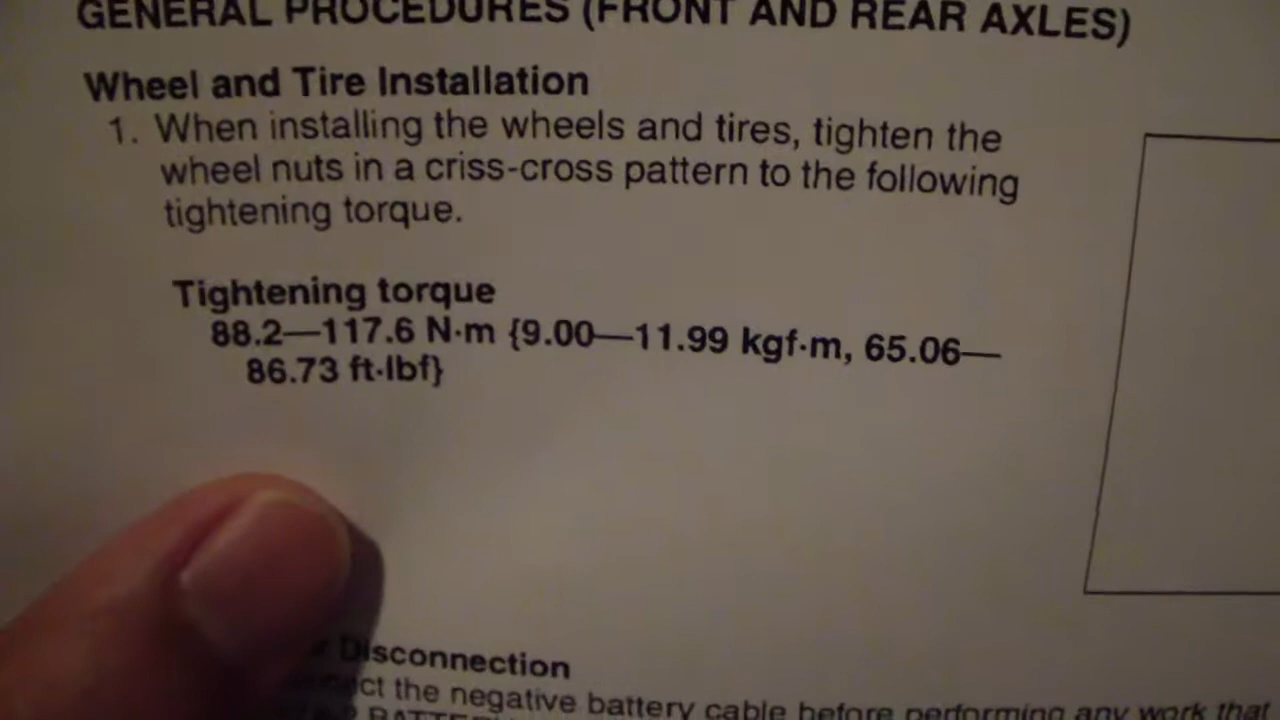 GENERAL PROCEDURES (FRONT AND REAR AXLES)
Wheel and Tire Installation
1. When installing the wheels and tires, tighten the
wheel nuts in a criss-cross pattern to the following
tightening torque.
Tightening torque
88.2—117.6 N·m {9.00—11.99 kgf·m, 65.06—
86.73 ft·lbf}
Disconnection
the negative battery cable before performing any work that